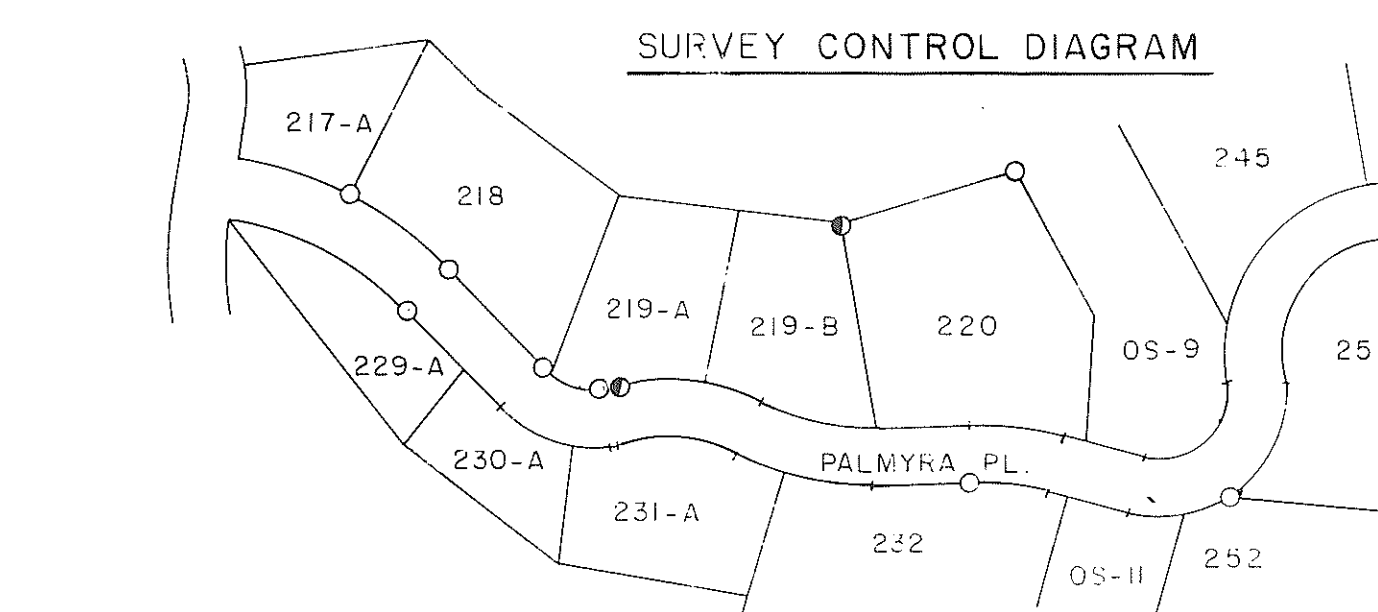 SURVEY CONTROL DIAGRAM
217-A
245
218
219-A
219-B
220
OS-9
25
229-A
230-A
PALMYRA PL.
231-A
232
OS-11
252